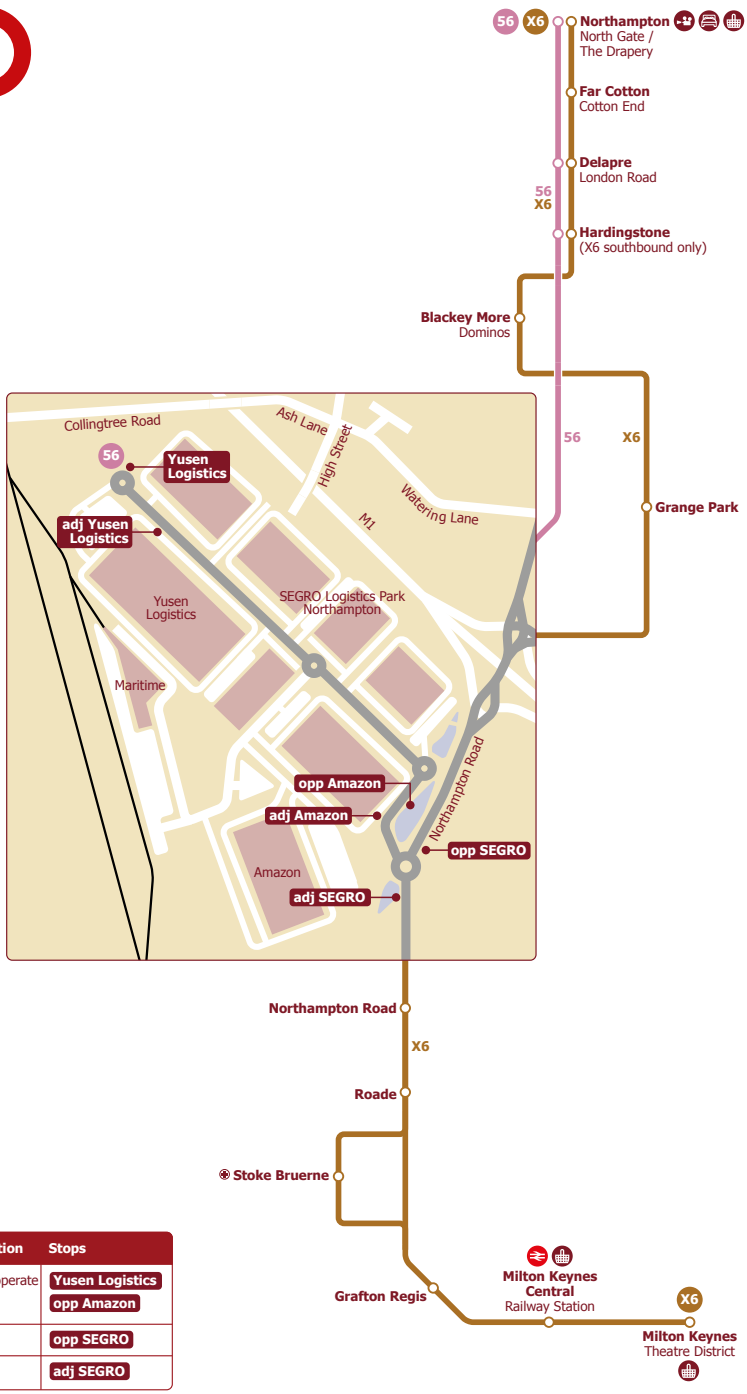 56 X6
Northampton
North Gate /
The Drapery
Far Cotton
Cotton End
Delapre
London Road
56
X6
Hardingstone
(X6 southbound only)
Blackey More
Dominos
56
X6
Grange Park
Collingtree Road
Ash Lane
High Street
Watering Lane
M1
56
Yusen
Logistics
adj Yusen
Logistics
Yusen
Logistics
SEGRO Logistics Park
Northampton
Maritime
Northampton Road
opp Amazon
adj Amazon
opp SEGRO
Amazon
adj SEGRO
Northampton Road
X6
Roade
Stoke Bruerne
Grafton Regis
Milton Keynes
Central
Railway Station
X6
Milton Keynes
Theatre District
Stops
Yusen Logistics
opp Amazon
opp SEGRO
adj SEGRO